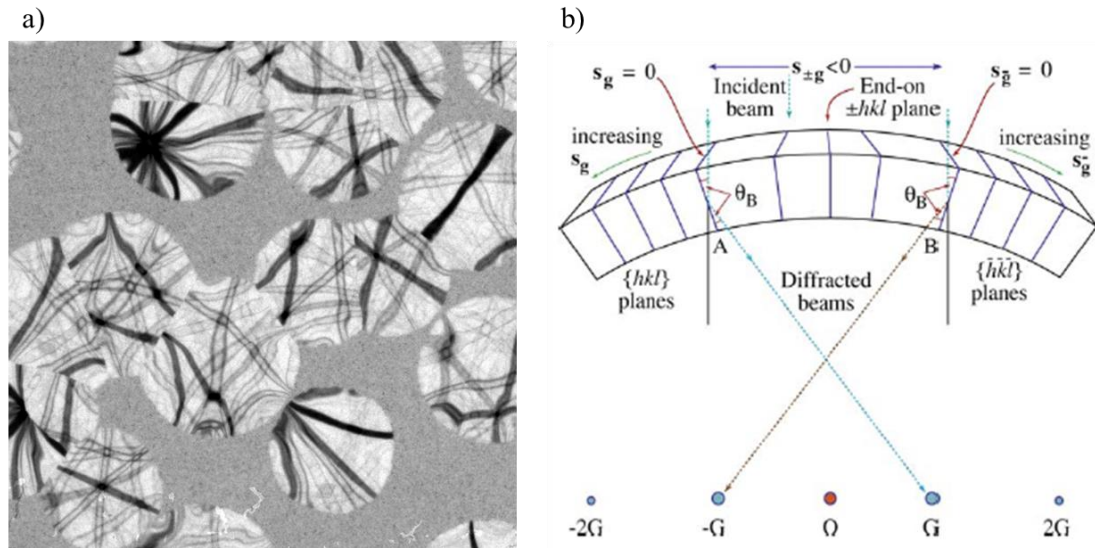 a)
b)
s_g = 0
s_±g<0
s_ḡ = 0
Incident
beam
End-on
±hkl plane
increasing
s_g
increasing
s_ḡ
θ_B
θ_B
A
B
{hkl}
planes
Diffracted
beams
{h̄k̄l̄}
planes
-2G -G O G 2G